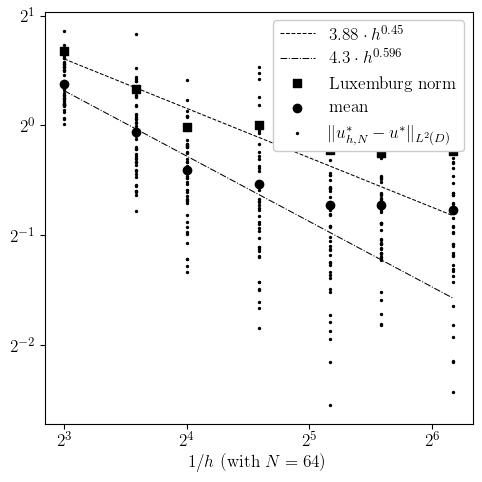 2^1
2^0
2^{-1}
2^{-2}
3.88 · h^{0.45}
4.3 · h^{0.596}
Luxemburg norm
mean
||u^*_{h,N} − u^*||_{L^2(D)}
2^3 2^4 2^5 2^6
1/h (with N = 64)